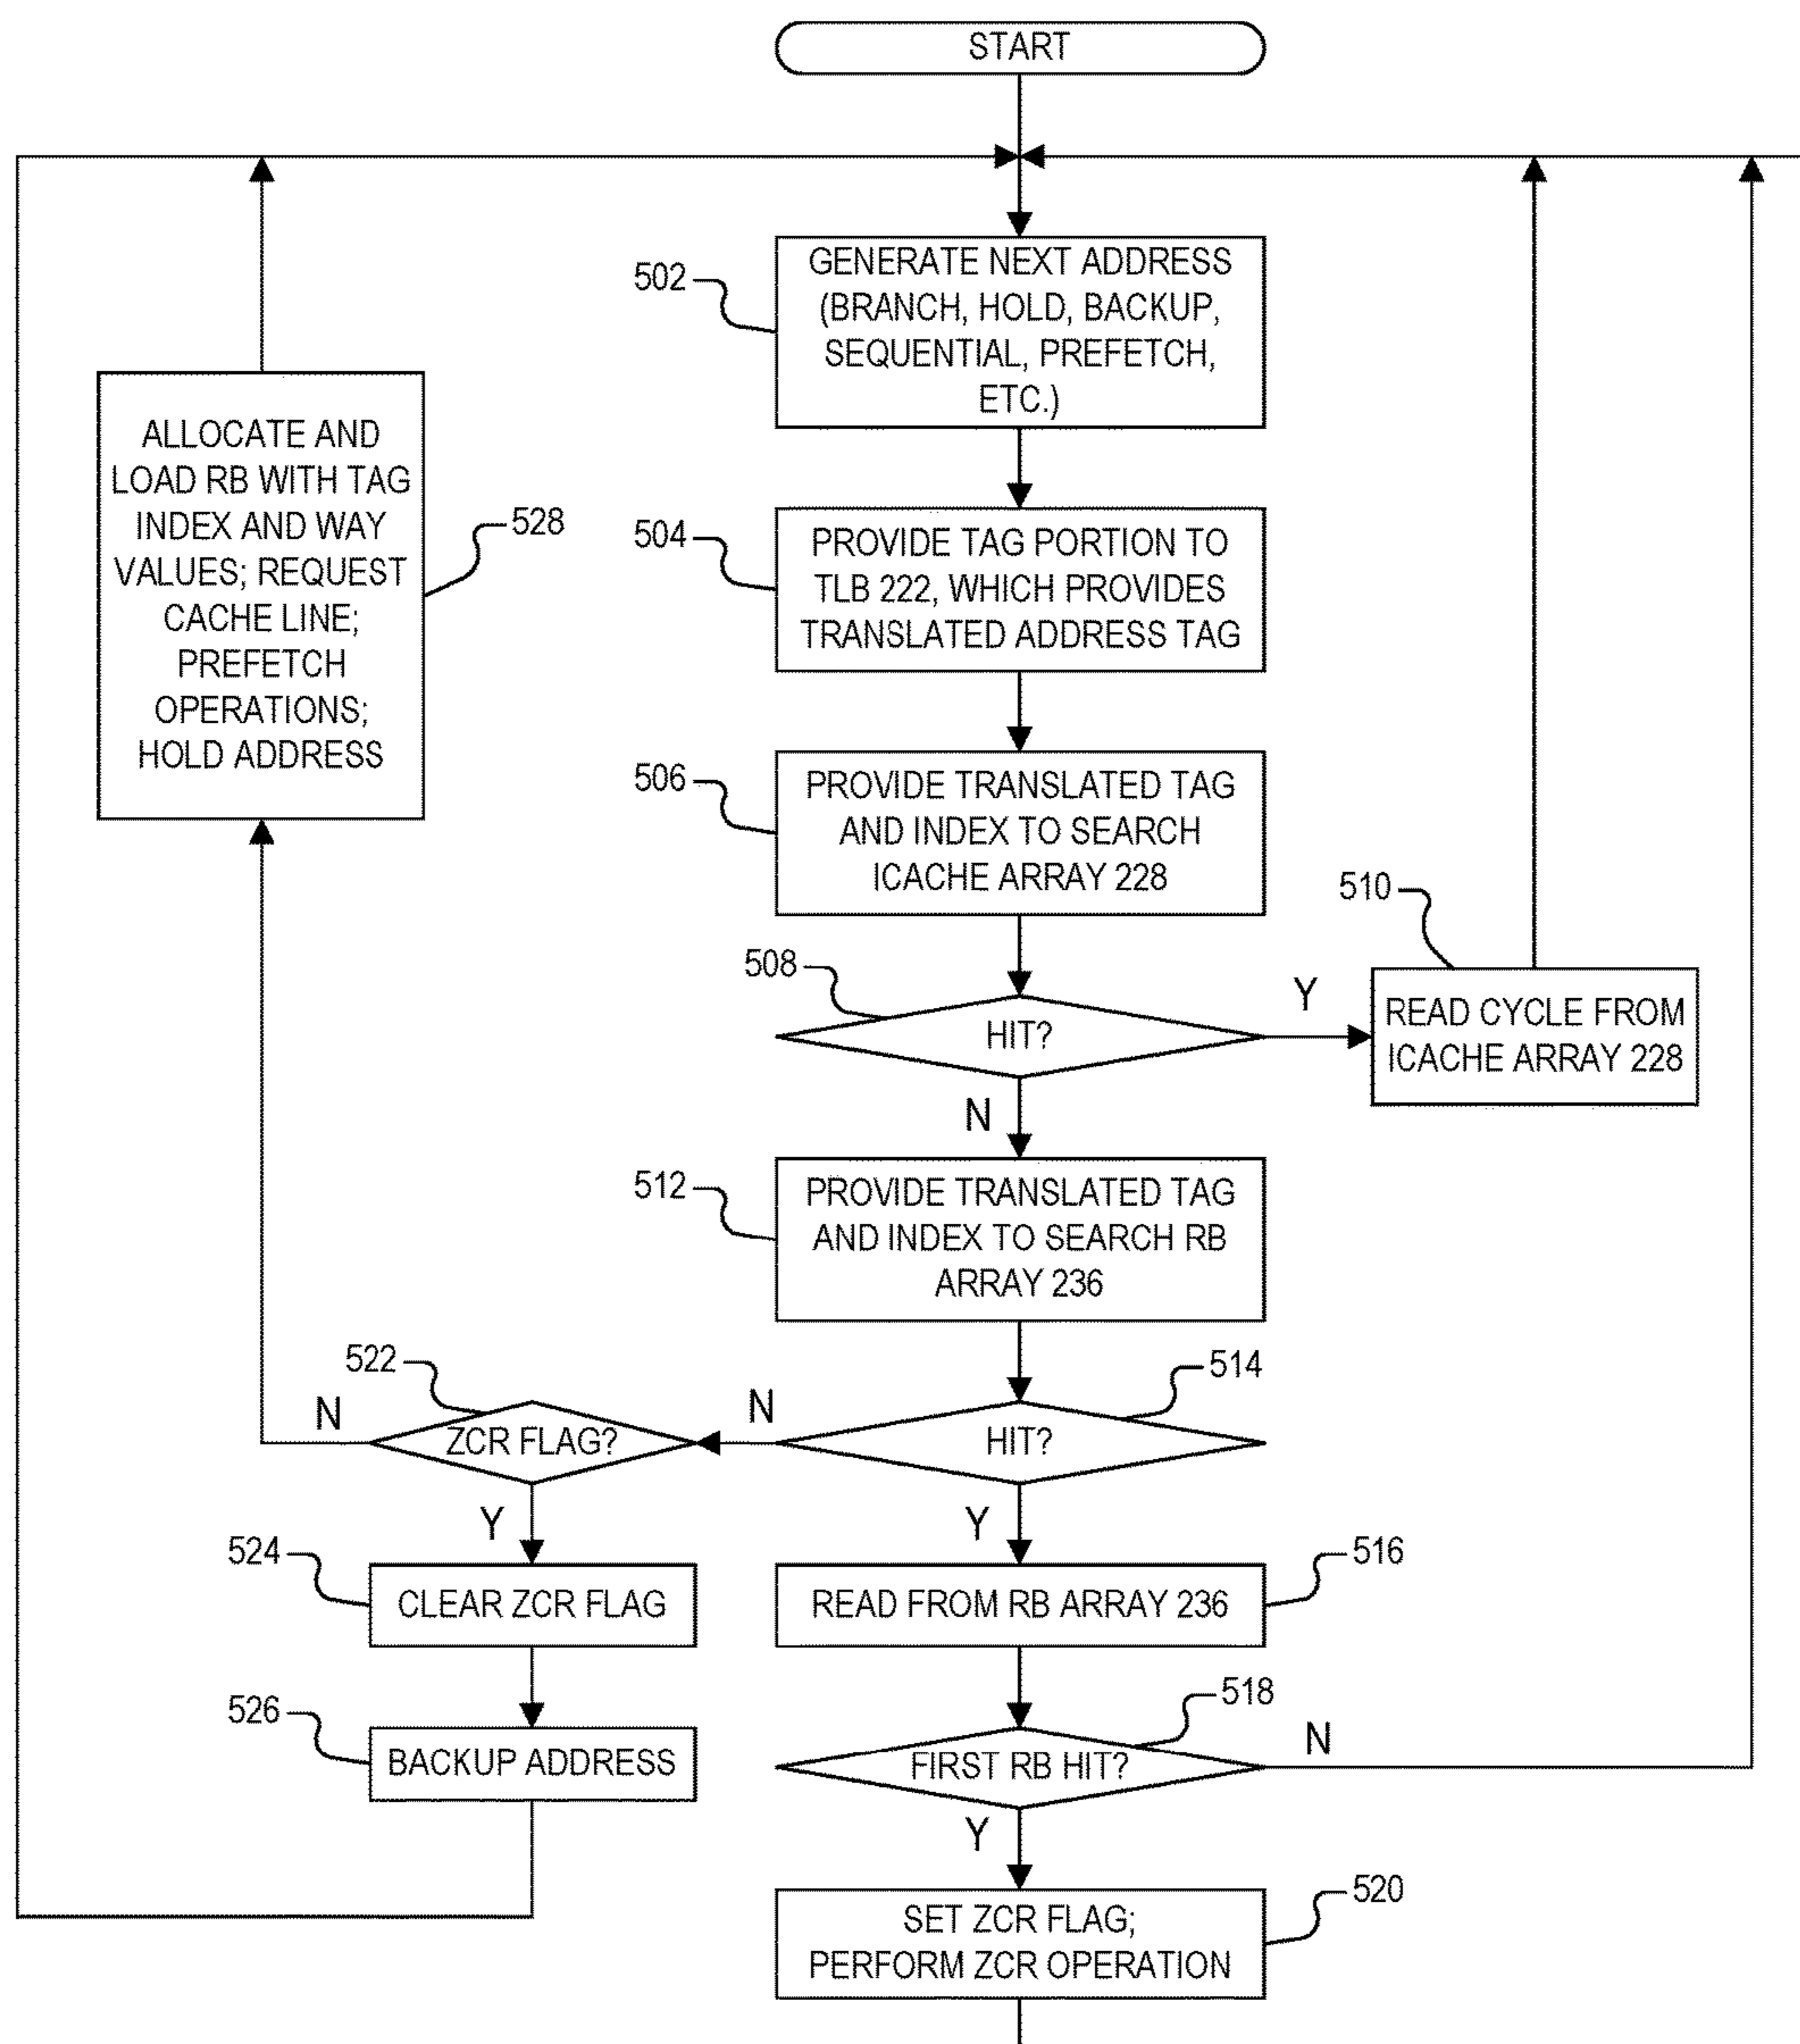 START
502
GENERATE NEXT ADDRESS
(BRANCH, HOLD, BACKUP,
SEQUENTIAL, PREFETCH,
ETC.)
ALLOCATE AND
LOAD RB WITH TAG
INDEX AND WAY
VALUES; REQUEST
CACHE LINE;
PREFETCH
OPERATIONS;
HOLD ADDRESS
528
504
PROVIDE TAG PORTION TO
TLB 222, WHICH PROVIDES
TRANSLATED ADDRESS TAG
506
PROVIDE TRANSLATED TAG
AND INDEX TO SEARCH
ICACHE ARRAY 228
508
HIT?
Y
510
READ CYCLE FROM
ICACHE ARRAY 228
N
512
PROVIDE TRANSLATED TAG
AND INDEX TO SEARCH RB
ARRAY 236
514
HIT?
N
522
ZCR FLAG?
N
Y
524
CLEAR ZCR FLAG
526
BACKUP ADDRESS
Y
516
READ FROM RB ARRAY 236
518
FIRST RB HIT?
N
Y
520
SET ZCR FLAG;
PERFORM ZCR OPERATION